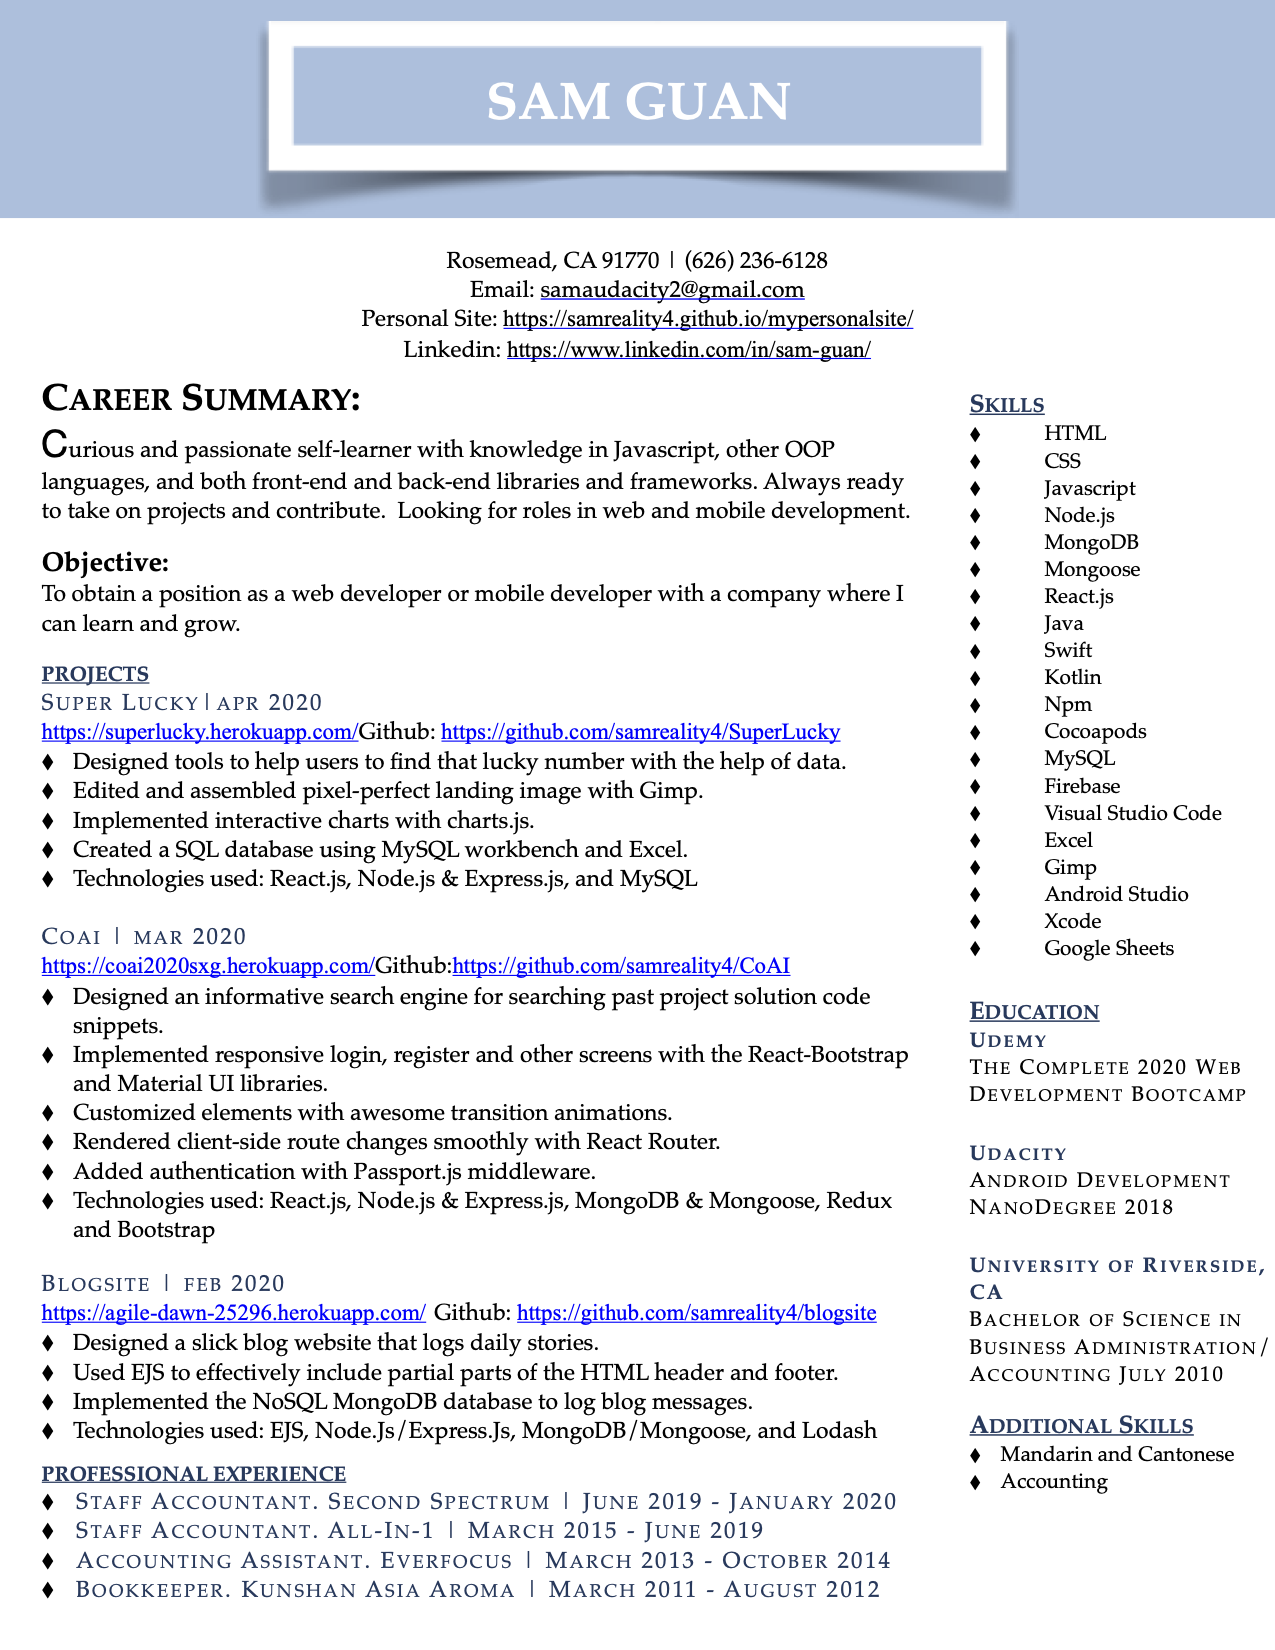 SAM GUAN
Rosemead, CA 91770 | (626) 236-6128
Email: samaudacity2@gmail.com
Personal Site: https://samreality4.github.io/mypersonalsite/
Linkedin: https://www.linkedin.com/in/sam-guan/
CAREER SUMMARY:
Curious and passionate self-learner with knowledge in Javascript, other OOP
languages, and both front-end and back-end libraries and frameworks. Always ready
to take on projects and contribute.  Looking for roles in web and mobile development.
Objective:
To obtain a position as a web developer or mobile developer with a company where I
can learn and grow.
PROJECTS
SUPER LUCKY | APR 2020
https://superlucky.herokuapp.com/Github: https://github.com/samreality4/SuperLucky
♦ Designed tools to help users to find that lucky number with the help of data.
♦ Edited and assembled pixel-perfect landing image with Gimp.
♦ Implemented interactive charts with charts.js.
♦ Created a SQL database using MySQL workbench and Excel.
♦ Technologies used: React.js, Node.js & Express.js, and MySQL
COAI | MAR 2020
https://coai2020sxg.herokuapp.com/Github:https://github.com/samreality4/CoAI
♦ Designed an informative search engine for searching past project solution code
snippets.
♦ Implemented responsive login, register and other screens with the React-Bootstrap
and Material UI libraries.
♦ Customized elements with awesome transition animations.
♦ Rendered client-side route changes smoothly with React Router.
♦ Added authentication with Passport.js middleware.
♦ Technologies used: React.js, Node.js & Express.js, MongoDB & Mongoose, Redux
and Bootstrap
BLOGSITE | FEB 2020
https://agile-dawn-25296.herokuapp.com/ Github: https://github.com/samreality4/blogsite
♦ Designed a slick blog website that logs daily stories.
♦ Used EJS to effectively include partial parts of the HTML header and footer.
♦ Implemented the NoSQL MongoDB database to log blog messages.
♦ Technologies used: EJS, Node.Js/Express.Js, MongoDB/Mongoose, and Lodash
PROFESSIONAL EXPERIENCE
♦ STAFF ACCOUNTANT. SECOND SPECTRUM | JUNE 2019 - JANUARY 2020
♦ STAFF ACCOUNTANT. ALL-IN-1 | MARCH 2015 - JUNE 2019
♦ ACCOUNTING ASSISTANT. EVERFOCUS | MARCH 2013 - OCTOBER 2014
♦ BOOKKEEPER. KUNSHAN ASIA AROMA | MARCH 2011 - AUGUST 2012
SKILLS
♦ HTML
♦ CSS
♦ Javascript
♦ Node.js
♦ MongoDB
♦ Mongoose
♦ React.js
♦ Java
♦ Swift
♦ Kotlin
♦ Npm
♦ Cocoapods
♦ MySQL
♦ Firebase
♦ Visual Studio Code
♦ Excel
♦ Gimp
♦ Android Studio
♦ Xcode
♦ Google Sheets
EDUCATION
UDEMY
THE COMPLETE 2020 WEB
DEVELOPMENT BOOTCAMP
UDACITY
ANDROID DEVELOPMENT
NANODEGREE 2018
UNIVERSITY OF RIVERSIDE,
CA
BACHELOR OF SCIENCE IN
BUSINESS ADMINISTRATION/
ACCOUNTING JULY 2010
ADDITIONAL SKILLS
♦ Mandarin and Cantonese
♦ Accounting